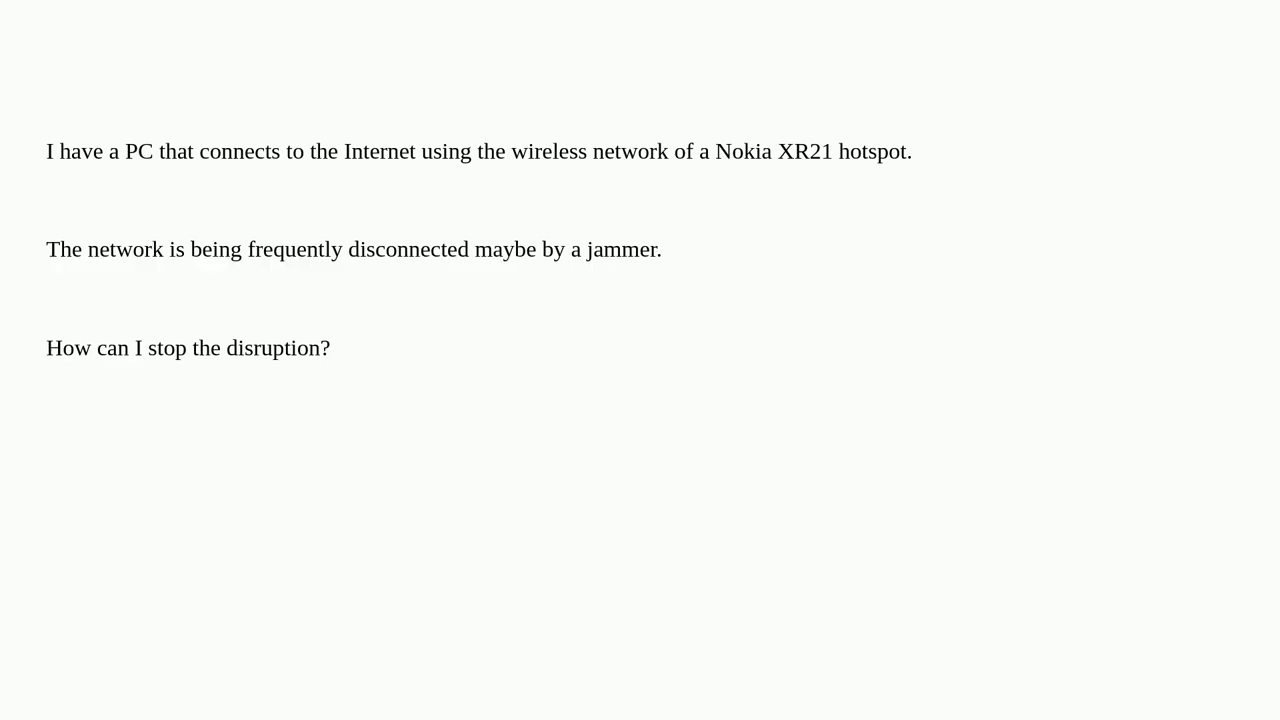 I have a PC that connects to the Internet using the wireless network of a Nokia XR21 hotspot.
The network is being frequently disconnected maybe by a jammer.
How can I stop the disruption?